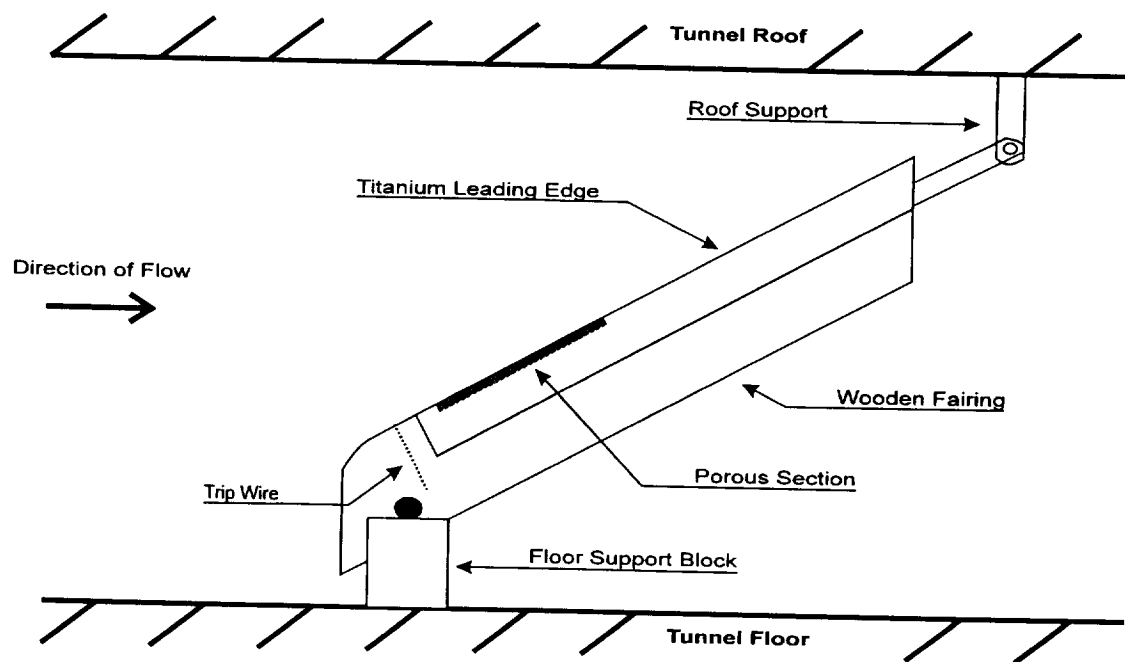 Tunnel Roof
Roof Support
Titanium Leading Edge
Direction of Flow
Wooden Fairing
Porous Section
Trip Wire
Floor Support Block
Tunnel Floor